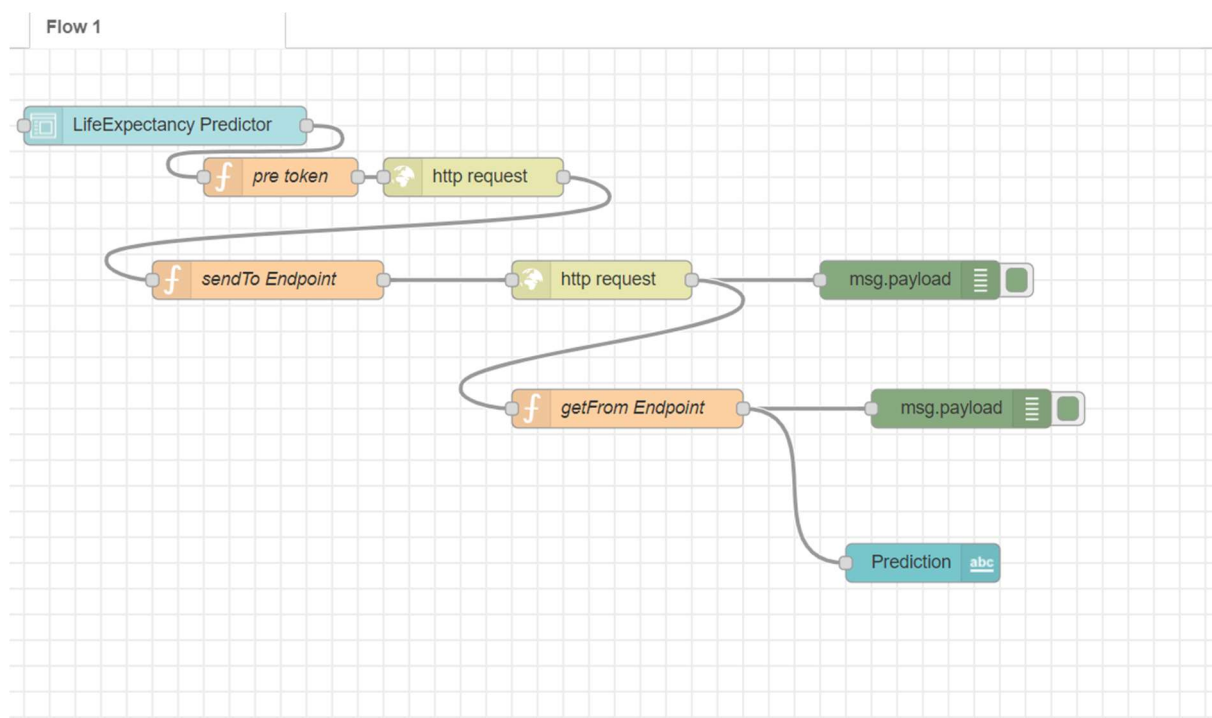 Flow 1
LifeExpectancy Predictor
f pre token
http request
f sendTo Endpoint
http request
msg.payload
f getFrom Endpoint
msg.payload
Prediction abc